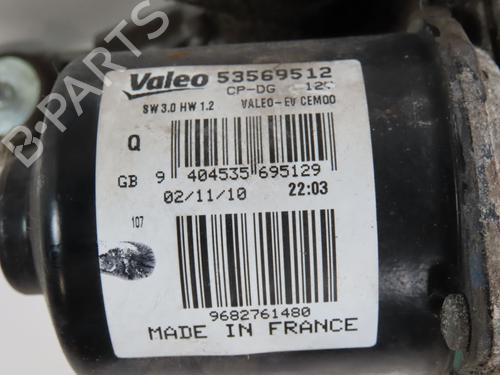 Valeo 53569512
CP-DG 12V
SW 3.0 HW 1.2 VALEO-EV CEMOO
Q
GB 9 404535 695129
02/11/10 22:03
107
9682761480
MADE IN FRANCE